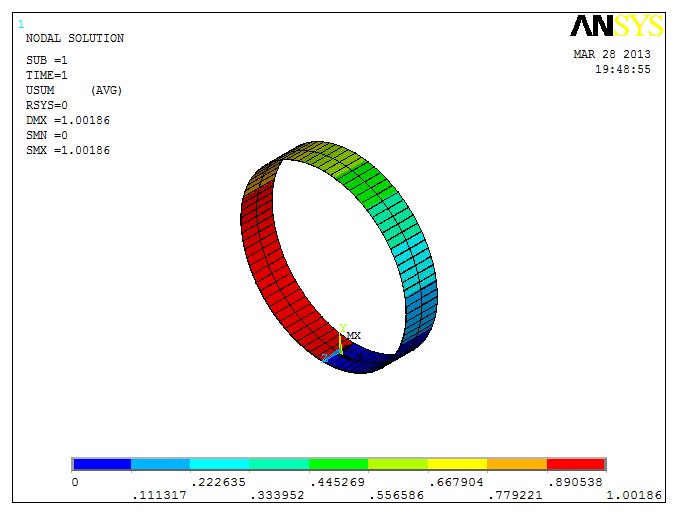 1
ANSYS
NODAL SOLUTION
MAR 28 2013
19:48:55
SUB =1
TIME=1
USUM (AVG)
RSYS=0
DMX =1.00186
SMN =0
SMX =1.00186
Y
MX
Z
0 .222635 .445269 .667904 .890538
.111317 .333952 .556586 .779221 1.00186